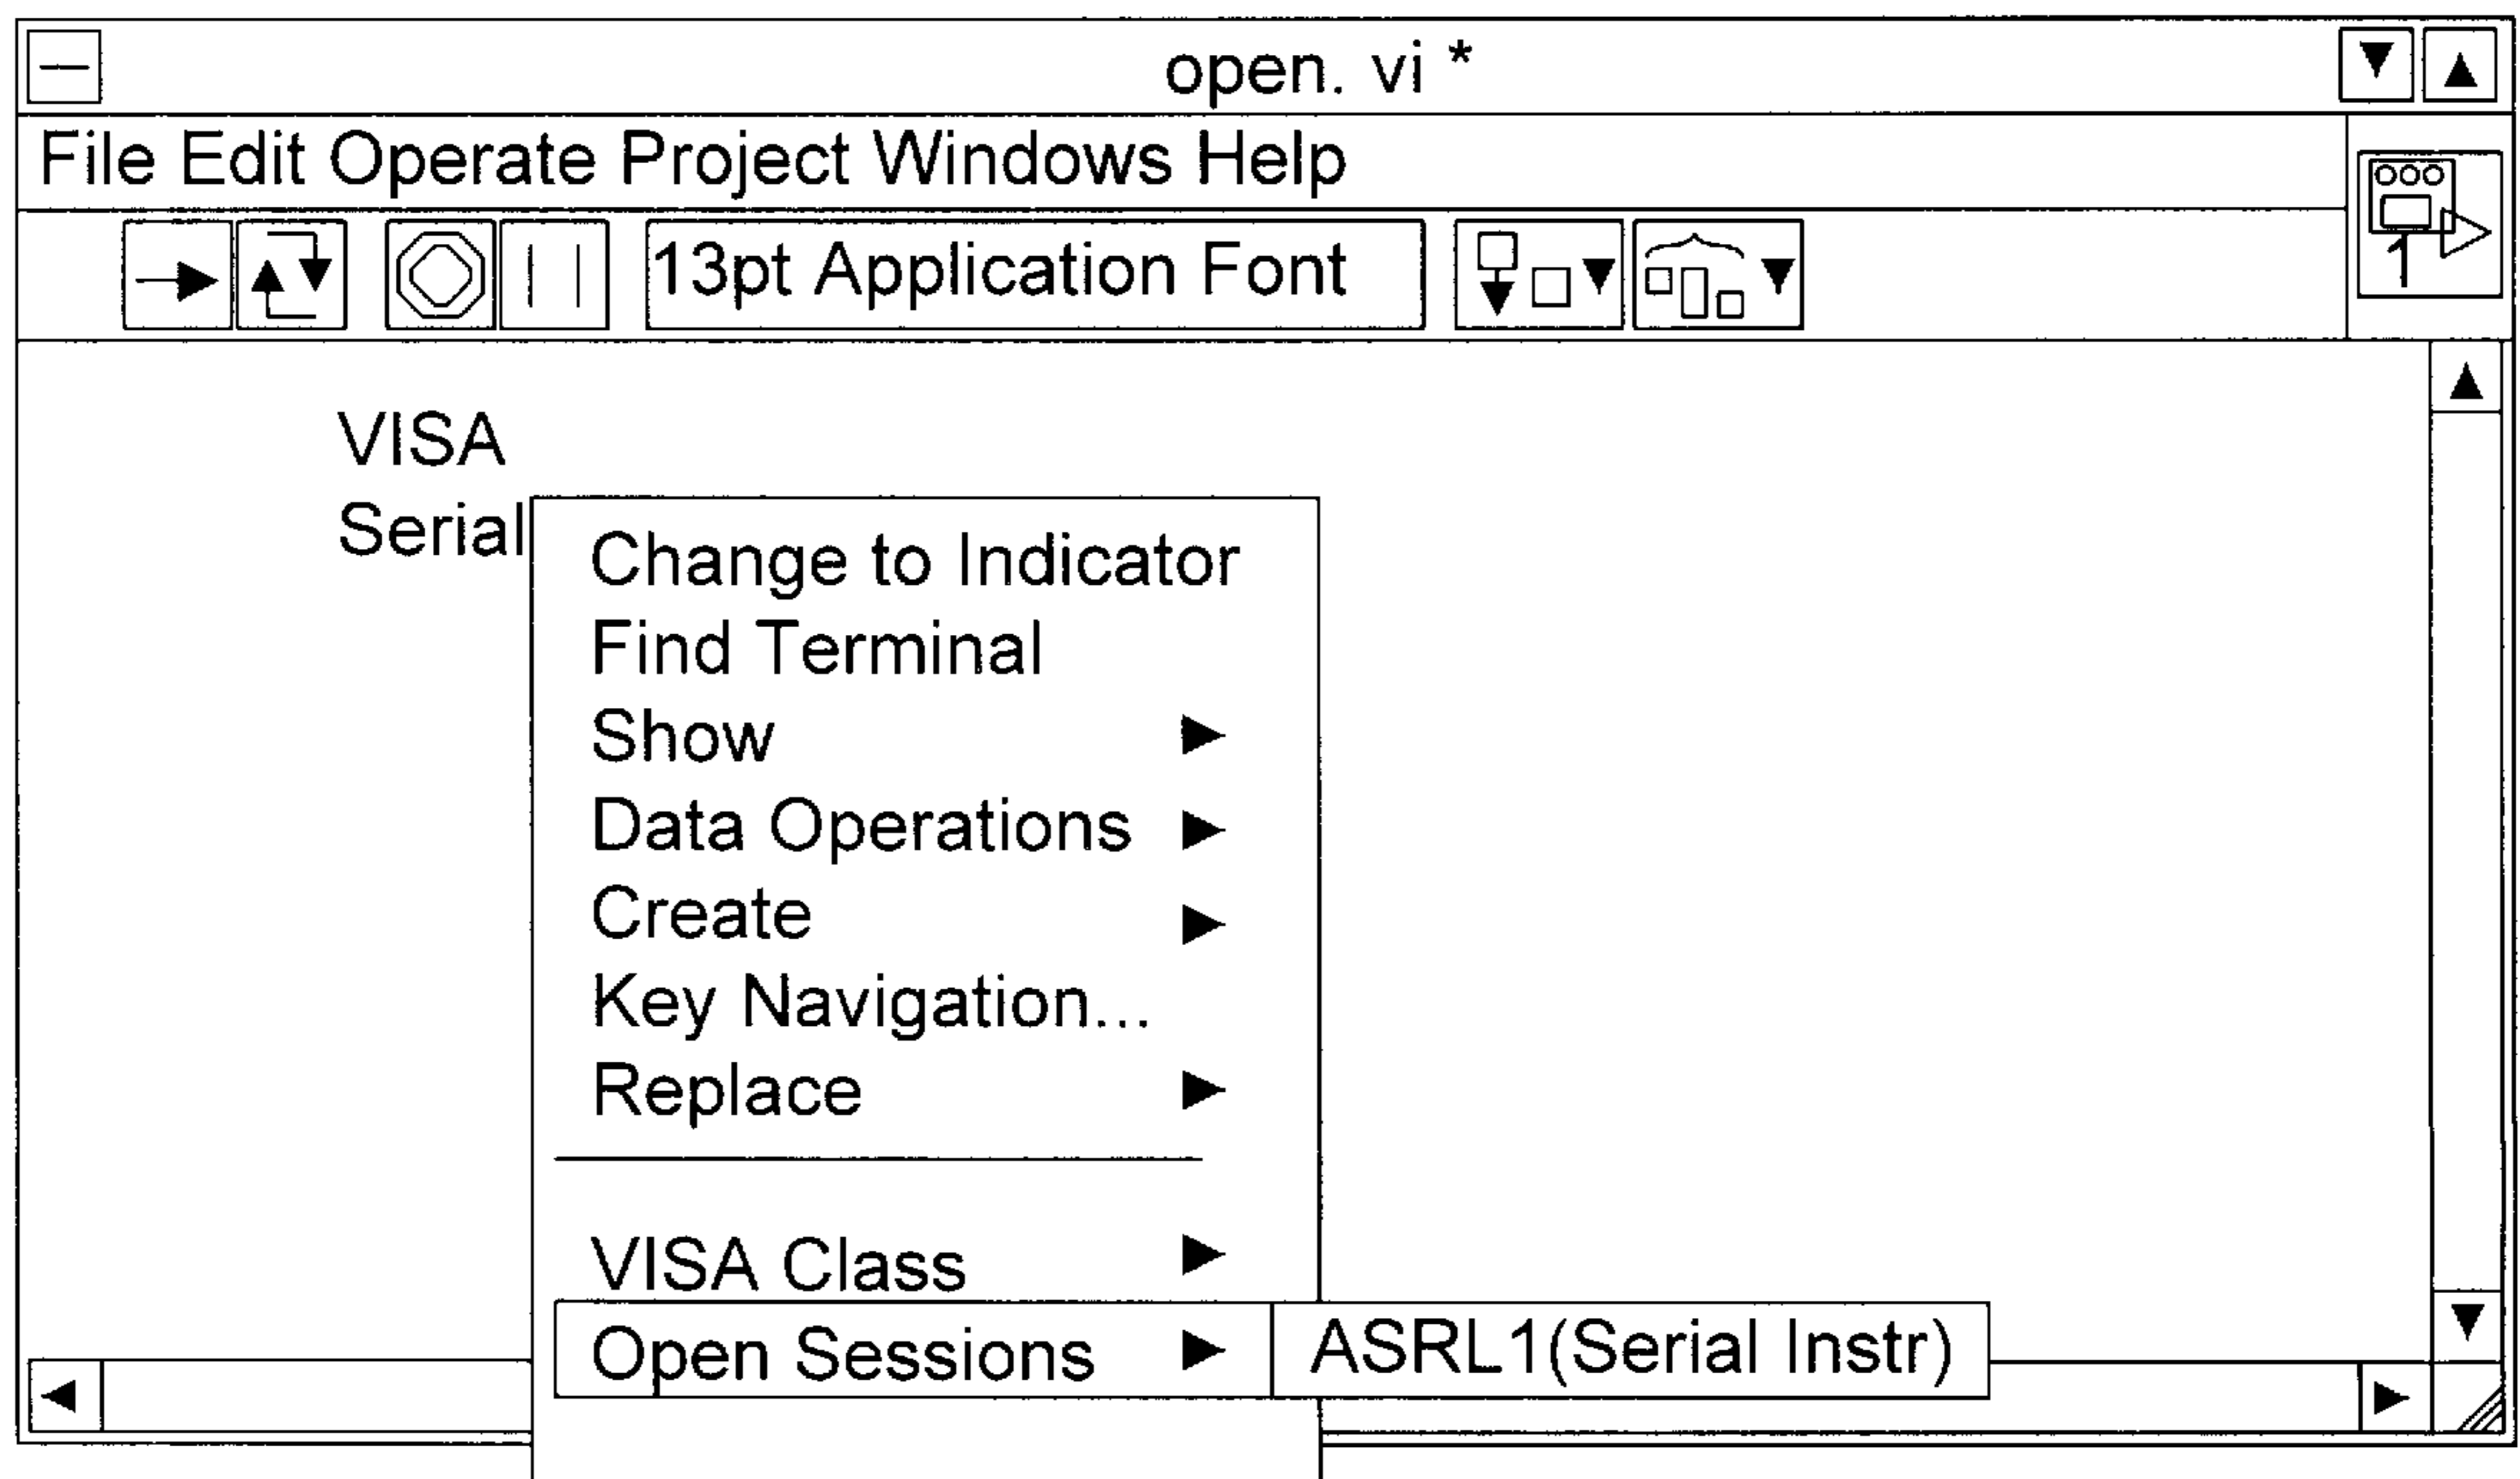 open. vi *
File Edit Operate Project Windows Help
13pt Application Font
1
VISA
Serial
Change to Indicator
Find Terminal
Show
Data Operations
Create
Key Navigation...
Replace
VISA Class
Open Sessions
ASRL1(Serial Instr)